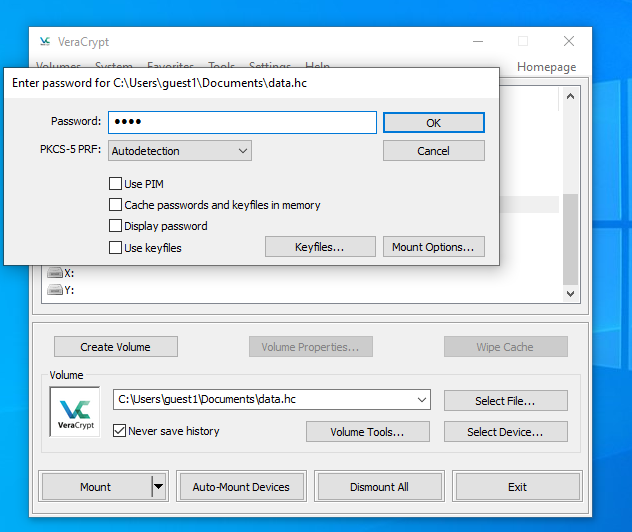 VeraCrypt
Volumes System Favorites Tools Settings Help Homepage
Enter password for C:\Users\guest1\Documents\data.hc
Password: ●●●● OK
PKCS-5 PRF: Autodetection Cancel
Use PIM
Cache passwords and keyfiles in memory
Display password
Use keyfiles Keyfiles... Mount Options...
X:
Y:
Create Volume Volume Properties... Wipe Cache
Volume
VeraCrypt C:\Users\guest1\Documents\data.hc Select File...
Never save history Volume Tools... Select Device...
Mount Auto-Mount Devices Dismount All Exit